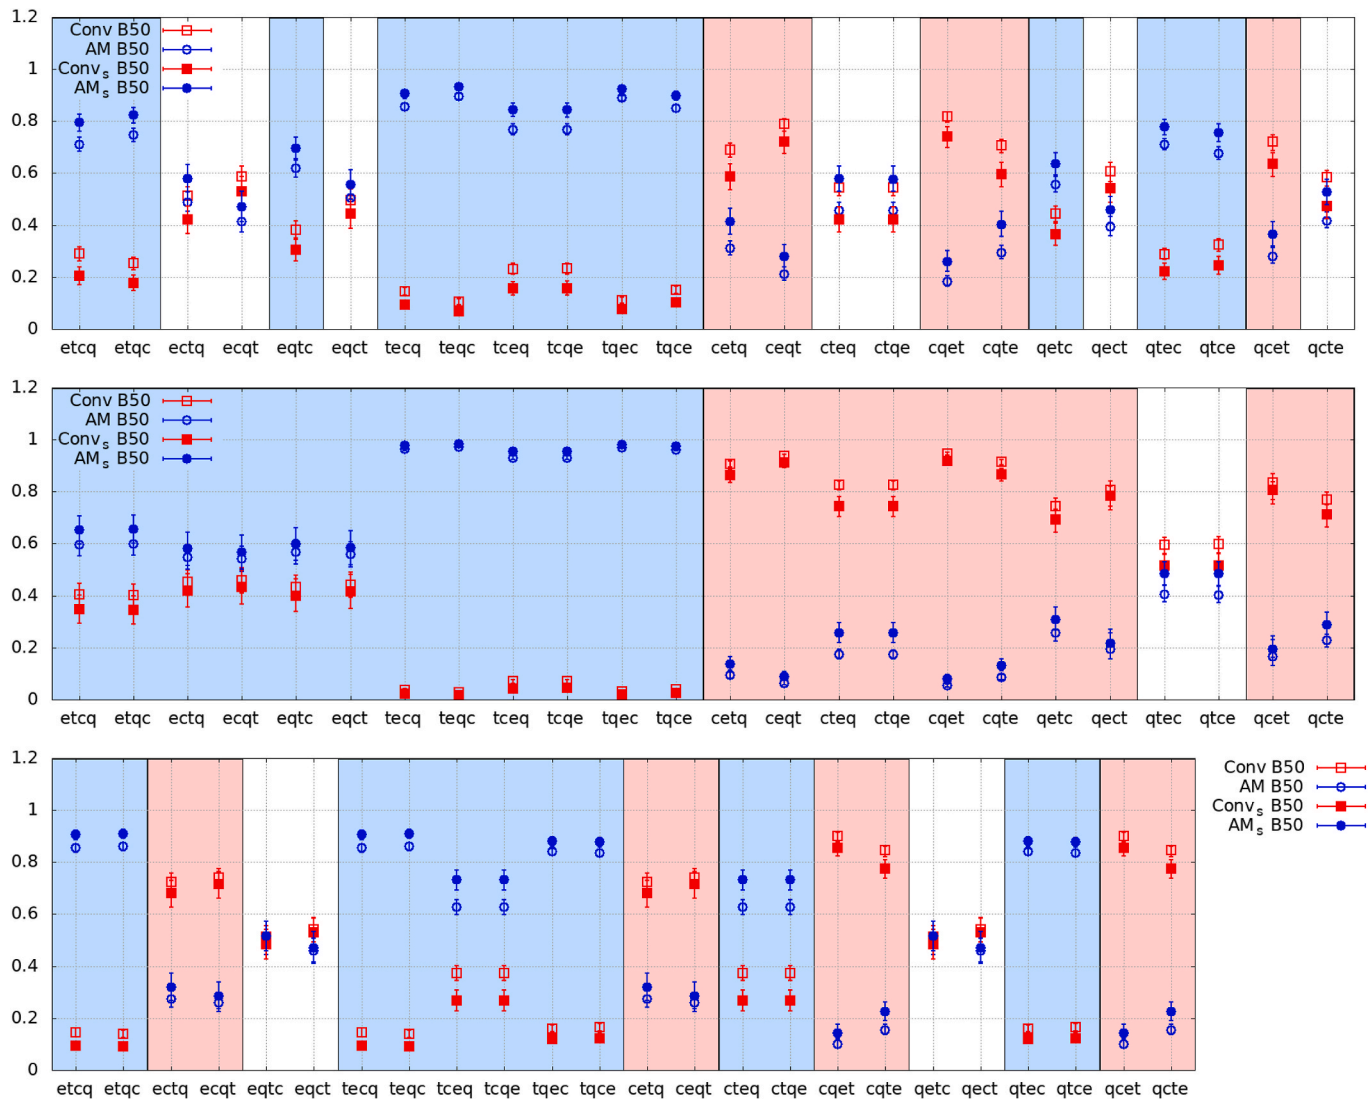 1.2
1
0.8
0.6
0.4
0.2
0
Conv B50
AM B50
Conv_s B50
AM_s B50
etcq etqc ectq ecqt eqtc eqct tecq teqc tceq tcqe tqec tqce cetq ceqt cteq ctqe cqet cqte qetc qect qtec qtce qcet qcte
1.2
1
0.8
0.6
0.4
0.2
0
Conv B50
AM B50
Conv_s B50
AM_s B50
etcq etqc ectq ecqt eqtc eqct tecq teqc tceq tcqe tqec tqce cetq ceqt cteq ctqe cqet cqte qetc qect qtec qtce qcet qcte
1.2
1
0.8
0.6
0.4
0.2
0
Conv B50
AM B50
Conv_s B50
AM_s B50
etcq etqc ectq ecqt eqtc eqct tecq teqc tceq tcqe tqec tqce cetq ceqt cteq ctqe cqet cqte qetc qect qtec qtce qcet qcte